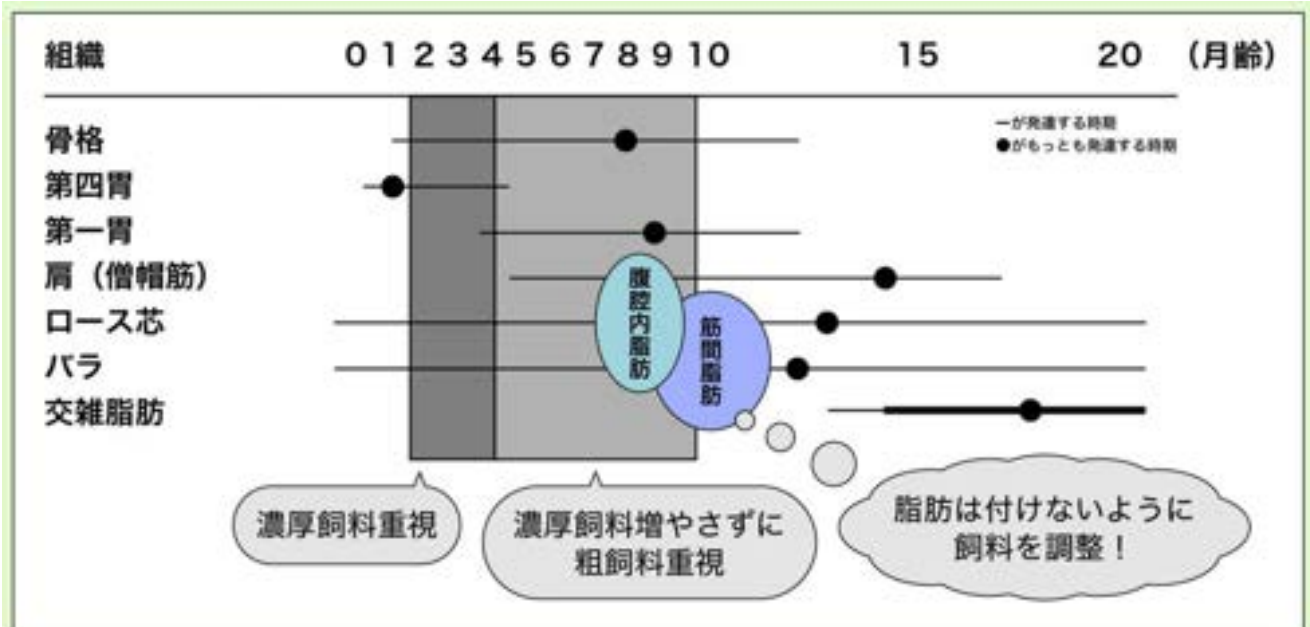 組織 0 1 2 3 4 5 6 7 8 9 10 15 20 （月齢）
ーが発達する時期
●がもっとも発達する時期
骨格
第四胃
第一胃
肩（僧帽筋）
ロース芯
バラ
交雑脂肪
腹腔内脂肪
筋間脂肪
濃厚飼料重視
濃厚飼料増やさずに
粗飼料重視
脂肪は付けないように
飼料を調整！